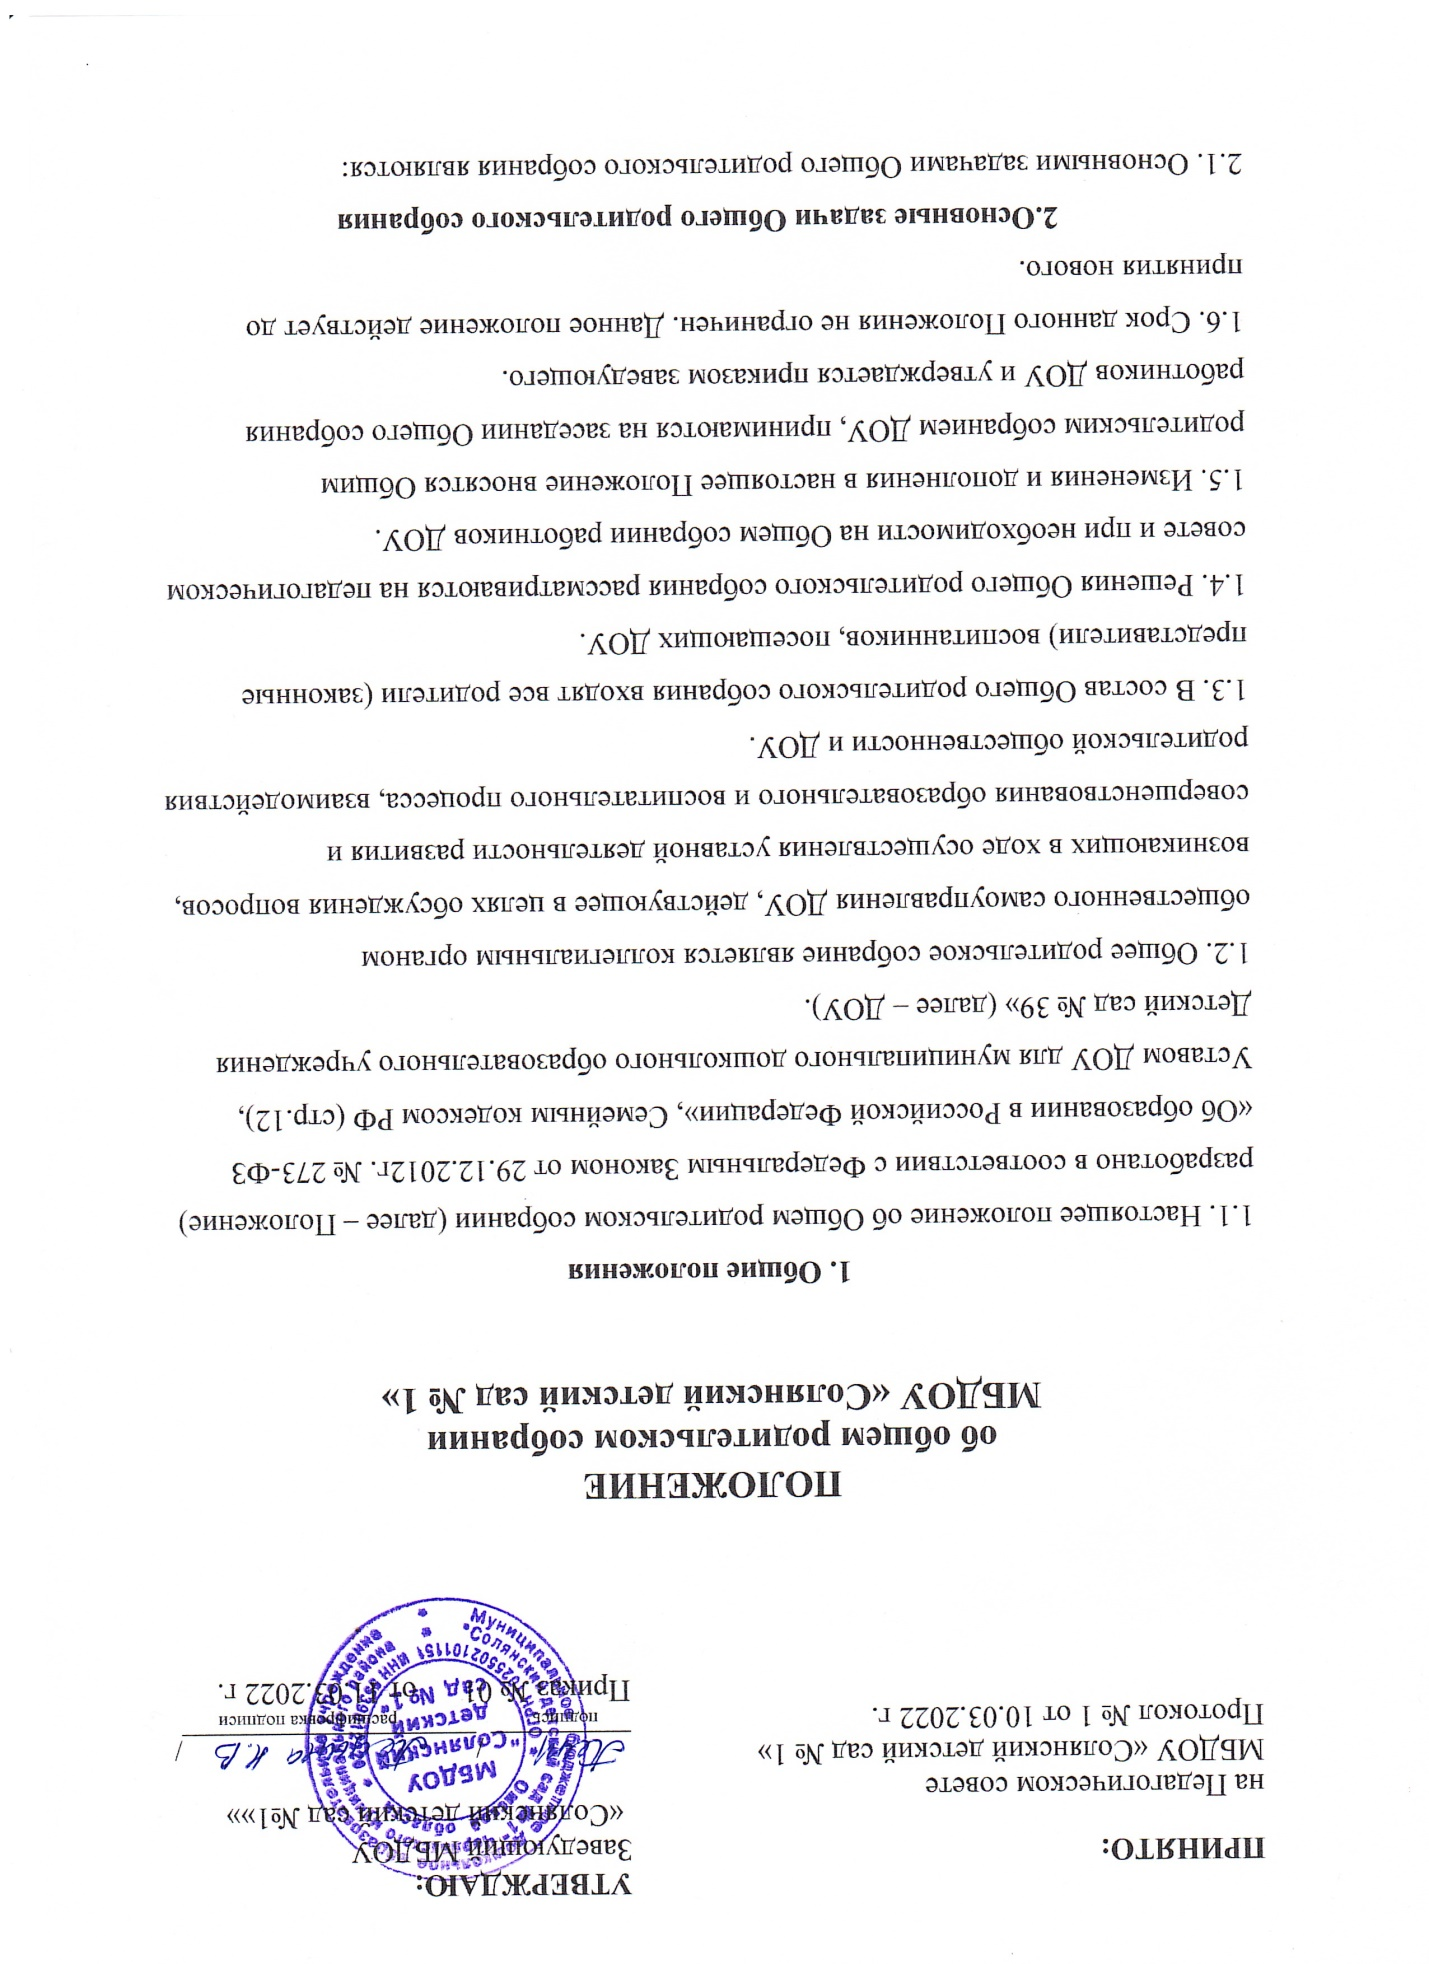 ПРИНЯТО:
на Педагогическом совете
МБДОУ «Солянский детский сад № 1»
Протокол № 1 от 10.03.2022 г.
УТВЕРЖДАЮ:
Заведующий МБДОУ
«Солянский детский сад №1»»
/ /
подпись расшифровка подписи
Приказ № 01 от 11.03.2022 г.
МБДОУ
"Солянский
детский
сад №1"
ПОЛОЖЕНИЕ
об общем родительском собрании
МБДОУ «Солянский детский сад № 1»
1. Общие положения
1.1. Настоящее положение об Общем родительском собрании (далее – Положение)
разработано в соответствии с Федеральным Законом от 29.12.2012г. № 273-ФЗ
«Об образовании в Российской Федерации», Семейным кодексом РФ (стр.12),
Уставом ДОУ для муниципального дошкольного образовательного учреждения
Детский сад № 39» (далее – ДОУ).
1.2. Общее родительское собрание является коллегиальным органом
общественного самоуправления ДОУ, действующее в целях обсуждения вопросов,
возникающих в ходе осуществления уставной деятельности развития и
совершенствования образовательного и воспитательного процесса, взаимодействия
родительской общественности и ДОУ.
1.3. В состав Общего родительского собрания входят все родители (законные
представители) воспитанников, посещающих ДОУ.
1.4. Решения Общего родительского собрания рассматриваются на педагогическом
совете и при необходимости на Общем собрании работников ДОУ.
1.5. Изменения и дополнения в настоящее Положение вносятся Общим
родительским собранием ДОУ, принимаются на заседании Общего собрания
работников ДОУ и утверждается приказом заведующего.
1.6. Срок данного Положения не ограничен. Данное положение действует до
принятия нового.
2.Основные задачи Общего родительского собрания
2.1. Основными задачами Общего родительского собрания являются: